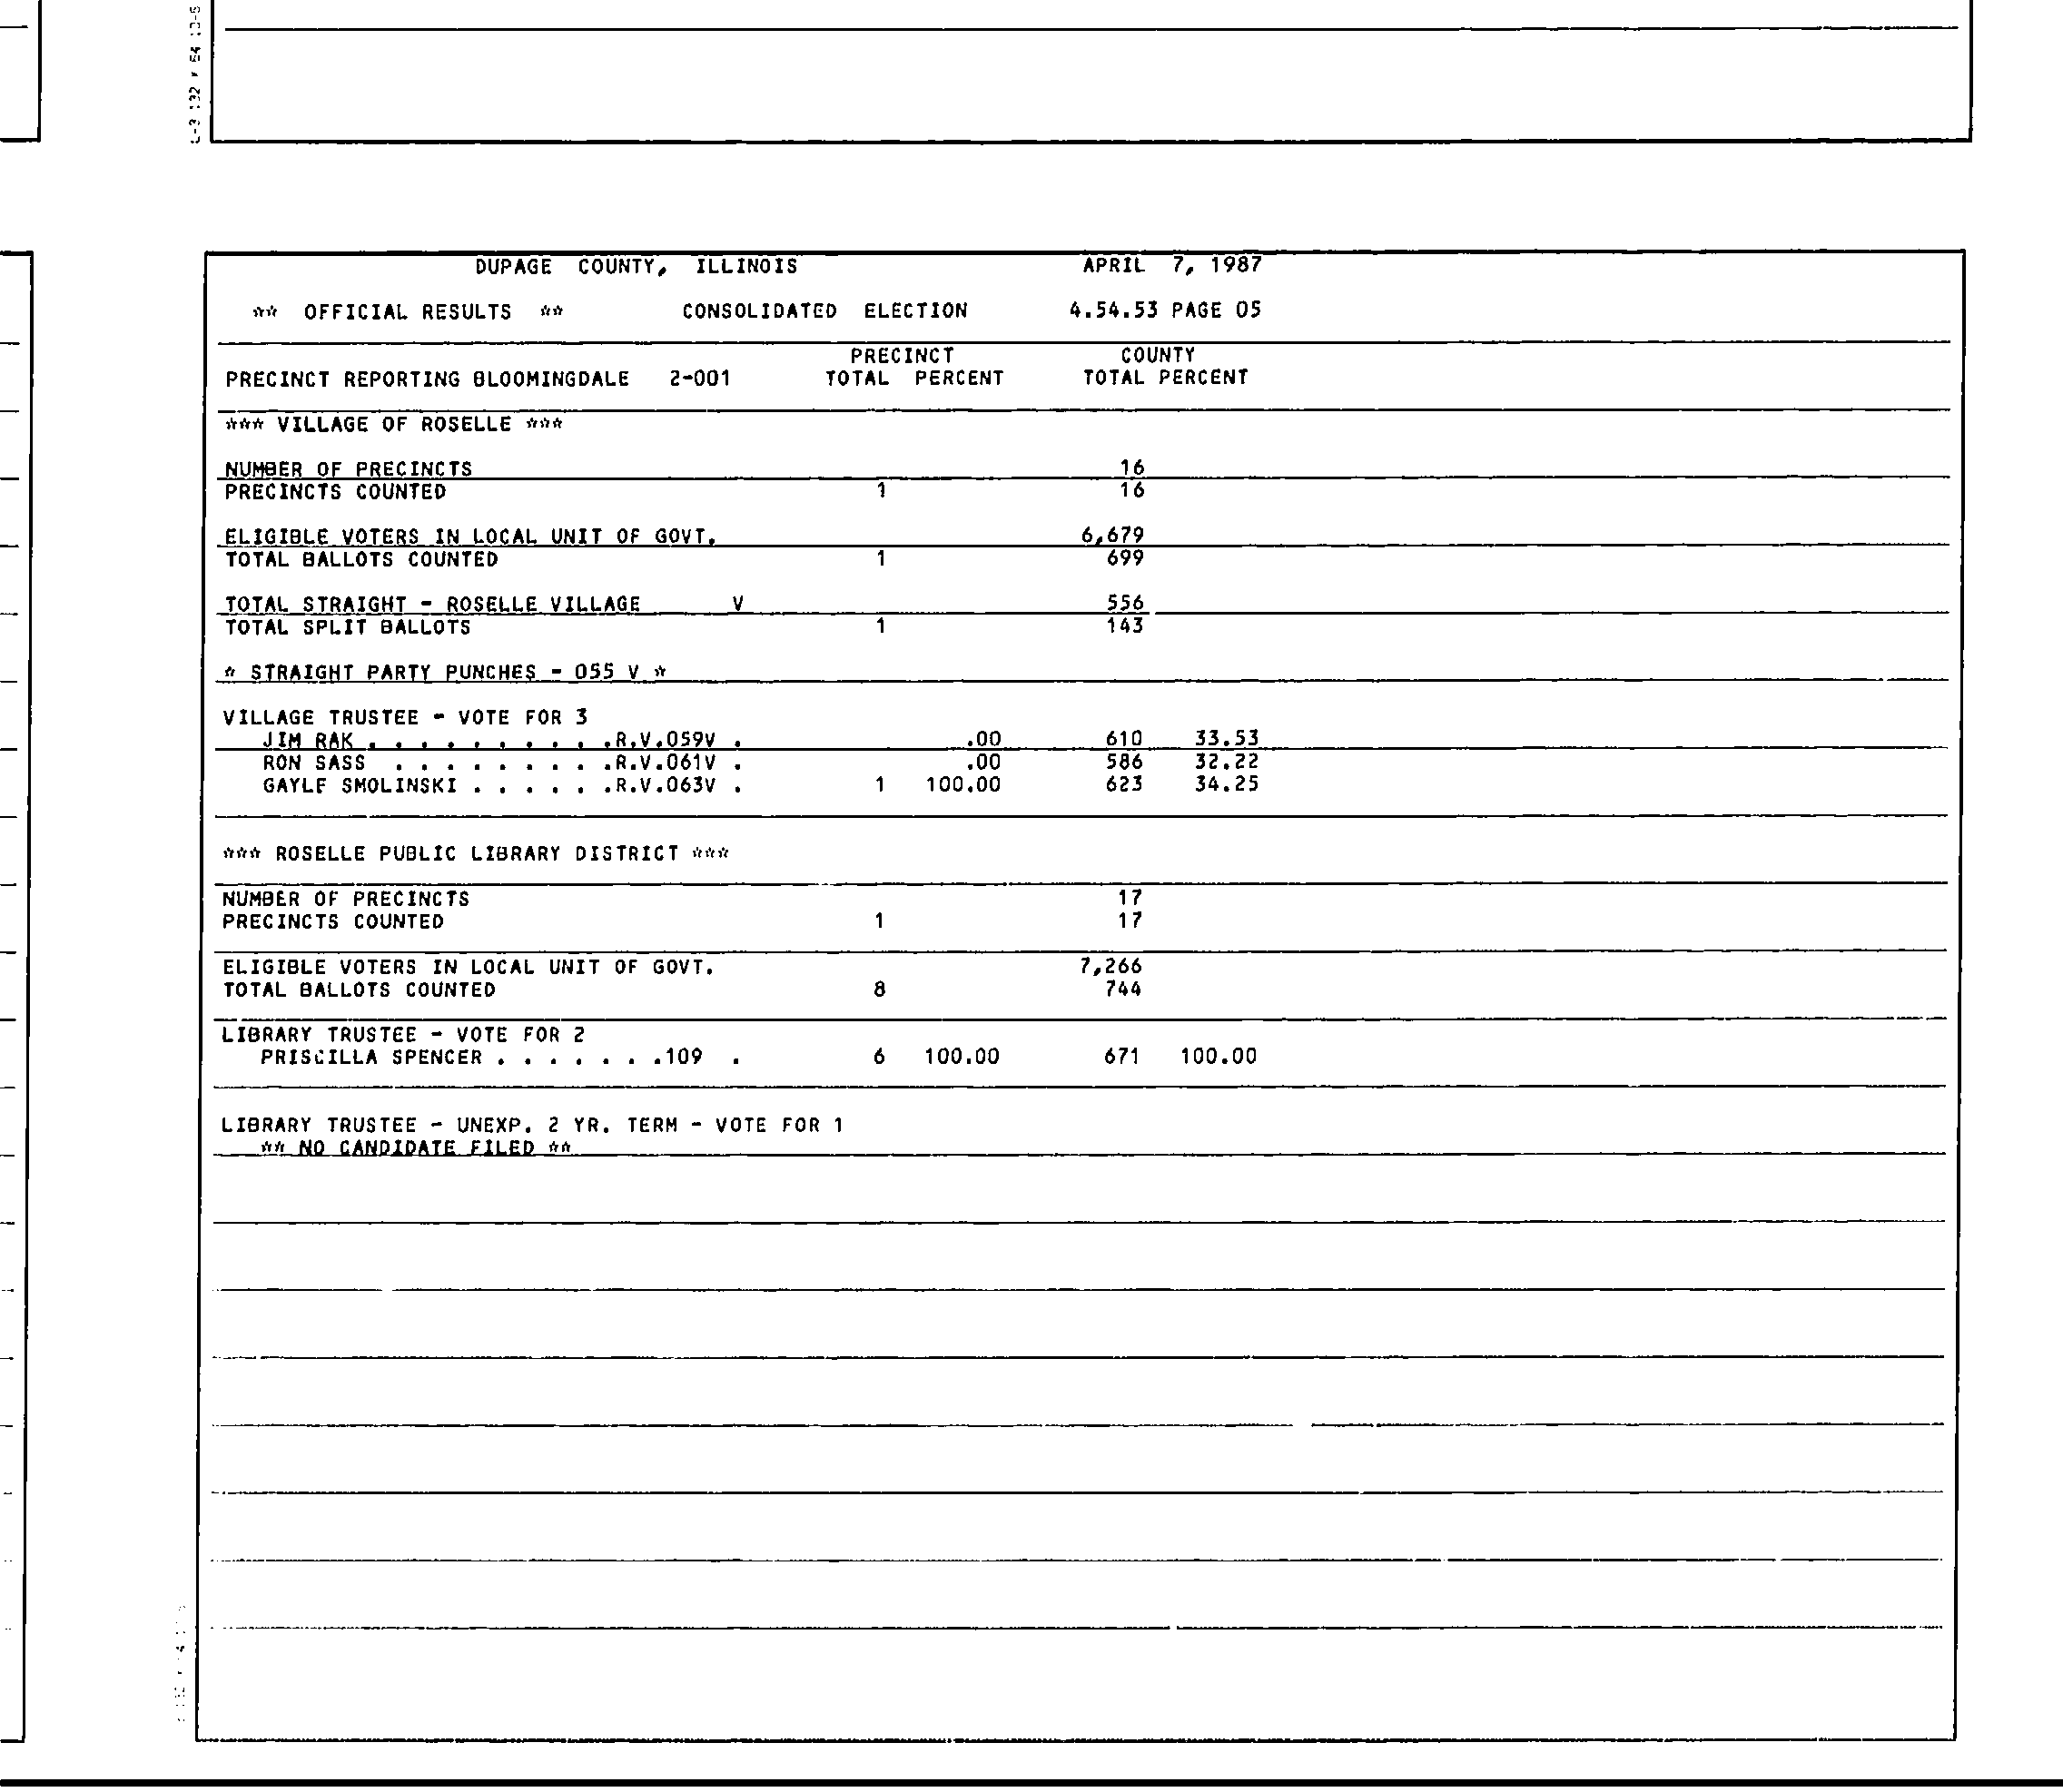 DUPAGE COUNTY, ILLINOIS APRIL 7, 1987
** OFFICIAL RESULTS ** CONSOLIDATED ELECTION 4.54.53 PAGE 05
PRECINCT COUNTY
PRECINCT REPORTING BLOOMINGDALE 2-001 TOTAL PERCENT TOTAL PERCENT
*** VILLAGE OF ROSELLE ***
NUMBER OF PRECINCTS 16
PRECINCTS COUNTED 1 16
ELIGIBLE VOTERS IN LOCAL UNIT OF GOVT. 6,679
TOTAL BALLOTS COUNTED 1 699
TOTAL STRAIGHT - ROSELLE VILLAGE V 556
TOTAL SPLIT BALLOTS 1 143
* STRAIGHT PARTY PUNCHES - 055 V *
VILLAGE TRUSTEE - VOTE FOR 3
JIM RAK . . . . . . . . . .R.V.059V . .00 610 33.53
RON SASS . . . . . . . . .R.V.061V . .00 586 32.22
GAYLE SMOLINSKI . . . . . .R.V.063V . 1 100.00 623 34.25
*** ROSELLE PUBLIC LIBRARY DISTRICT ***
NUMBER OF PRECINCTS 17
PRECINCTS COUNTED 1 17
ELIGIBLE VOTERS IN LOCAL UNIT OF GOVT. 7,266
TOTAL BALLOTS COUNTED 8 744
LIBRARY TRUSTEE - VOTE FOR 2
PRISCILLA SPENCER . . . . . . .109 . 6 100.00 671 100.00
LIBRARY TRUSTEE - UNEXP. 2 YR. TERM - VOTE FOR 1
** NO CANDIDATE FILED **